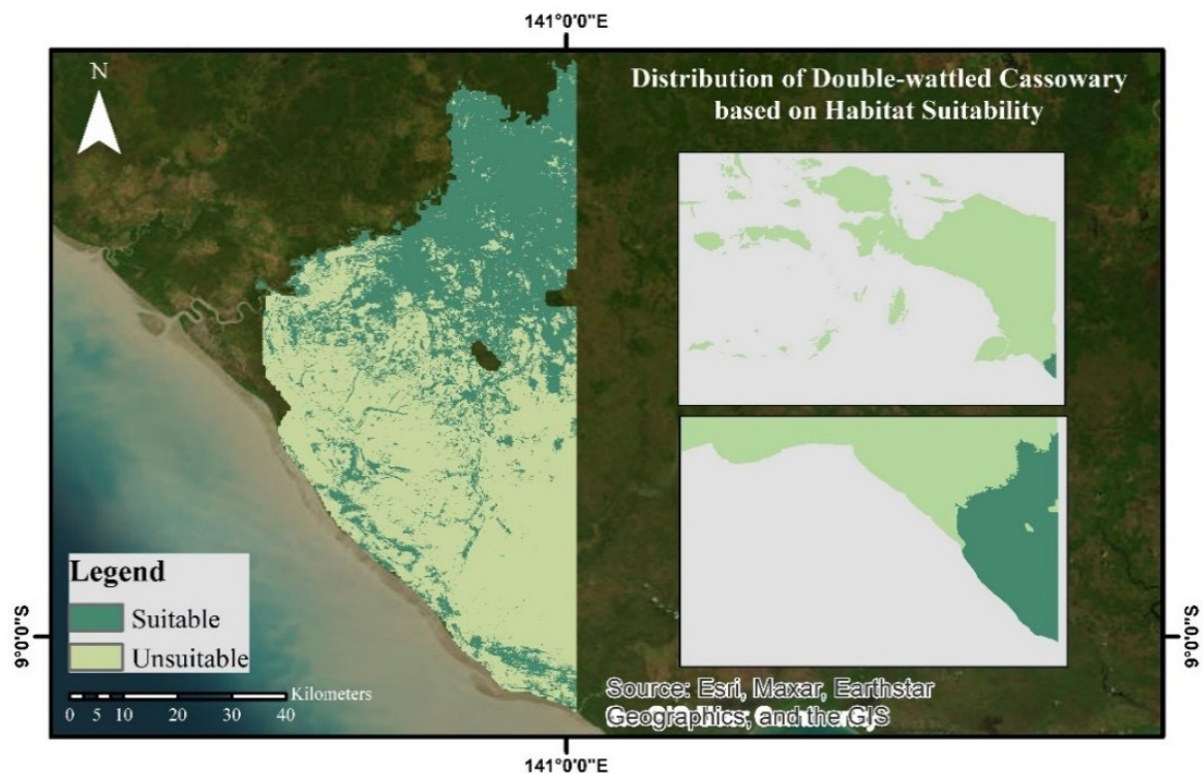 141°0'0"E
N
Distribution of Double-wattled Cassowary
based on Habitat Suitability
Legend
Suitable
Unsuitable
Kilometers
0 5 10 20 30 40
9°0'0"S
9°0'0"S
Source: Esri, Maxar, Earthstar
Geographics, and the GIS
141°0'0"E